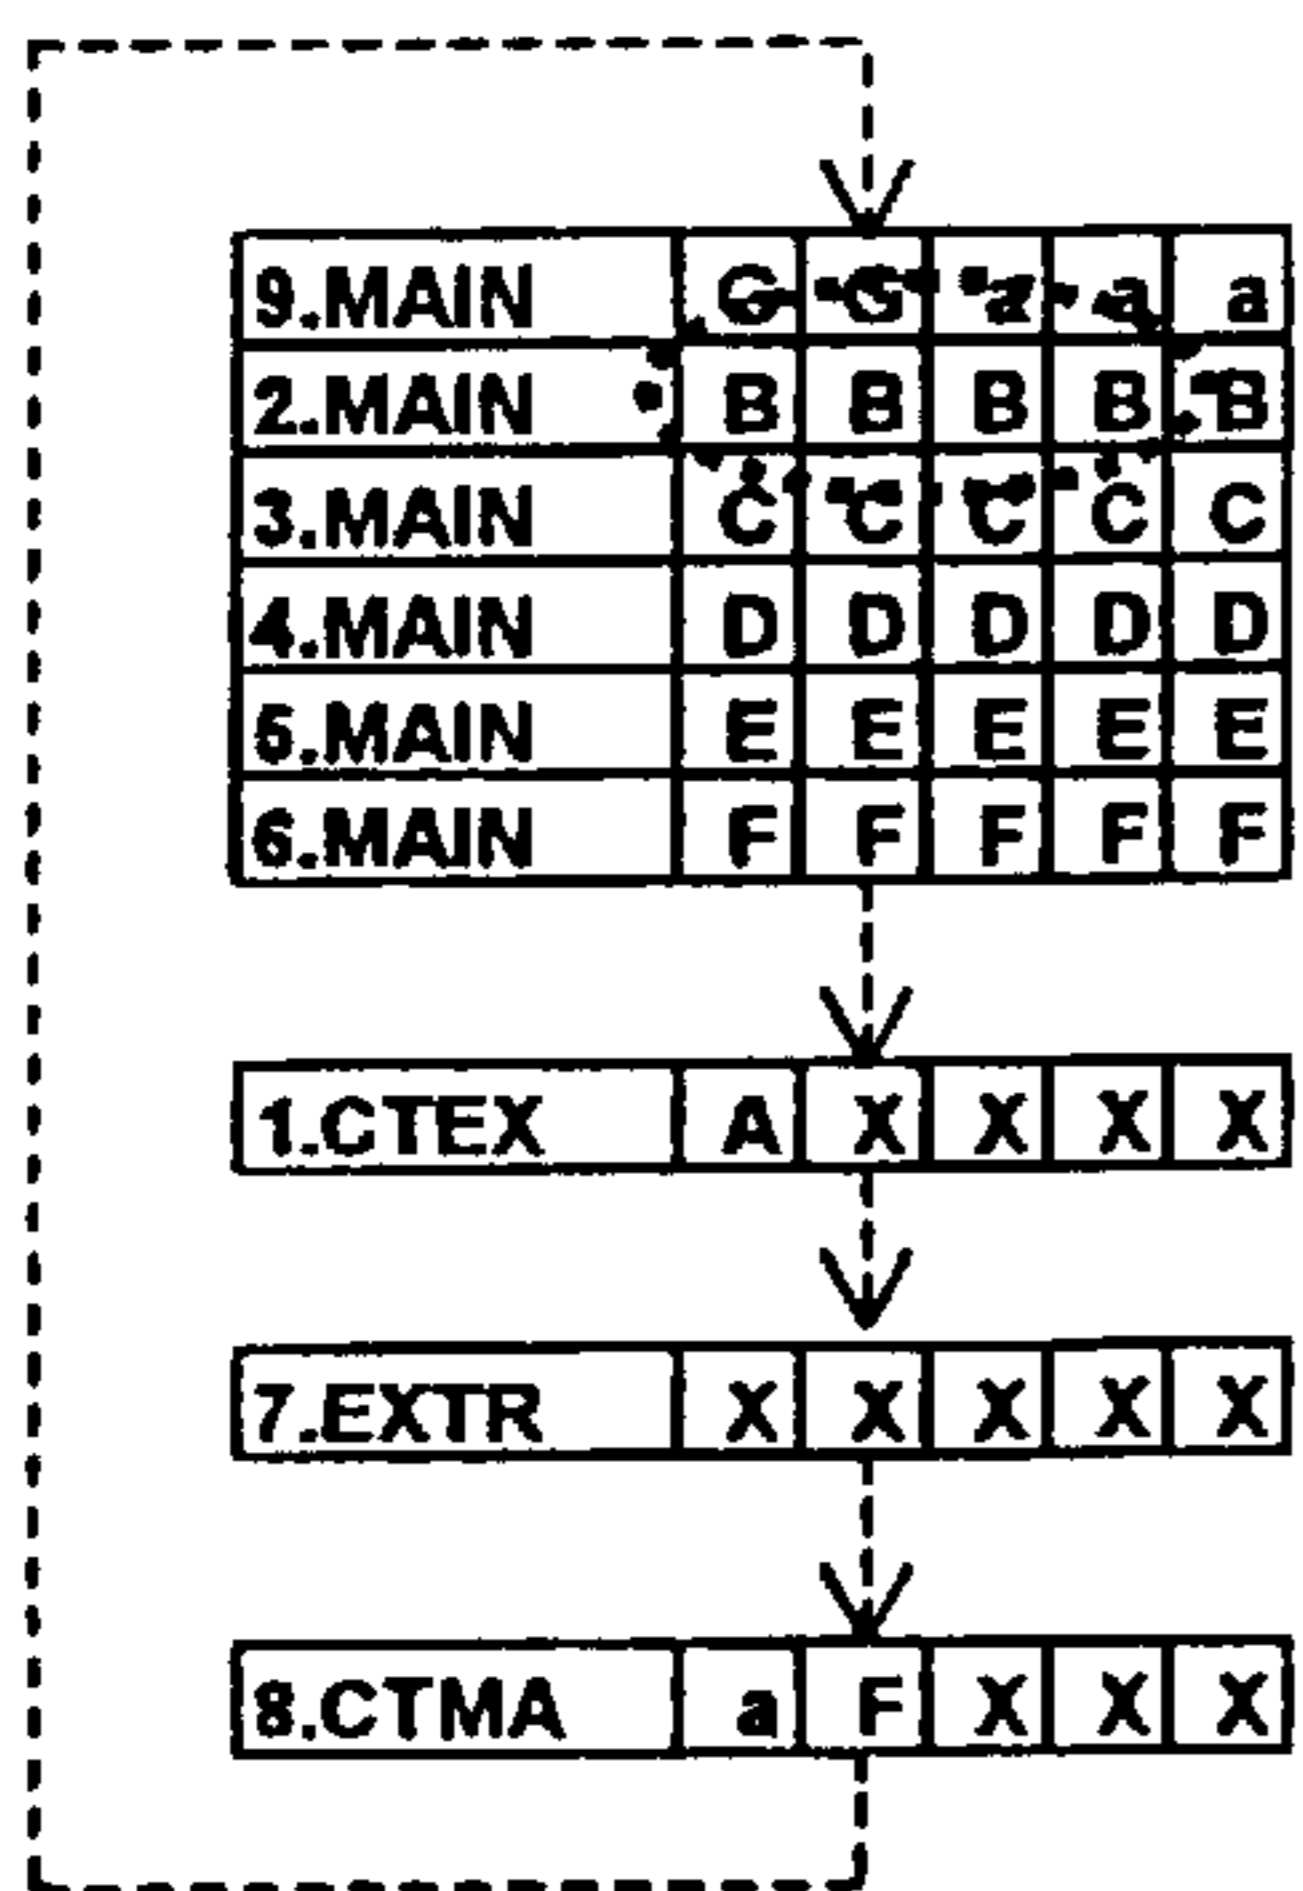 9.MAIN G G a a a
2.MAIN B B B B B
3.MAIN C C C C C
4.MAIN D D D D D
5.MAIN E E E E E
6.MAIN F F F F F
1.CTEX A X X X X
7.EXTR X X X X X
8.CTMA a F X X X